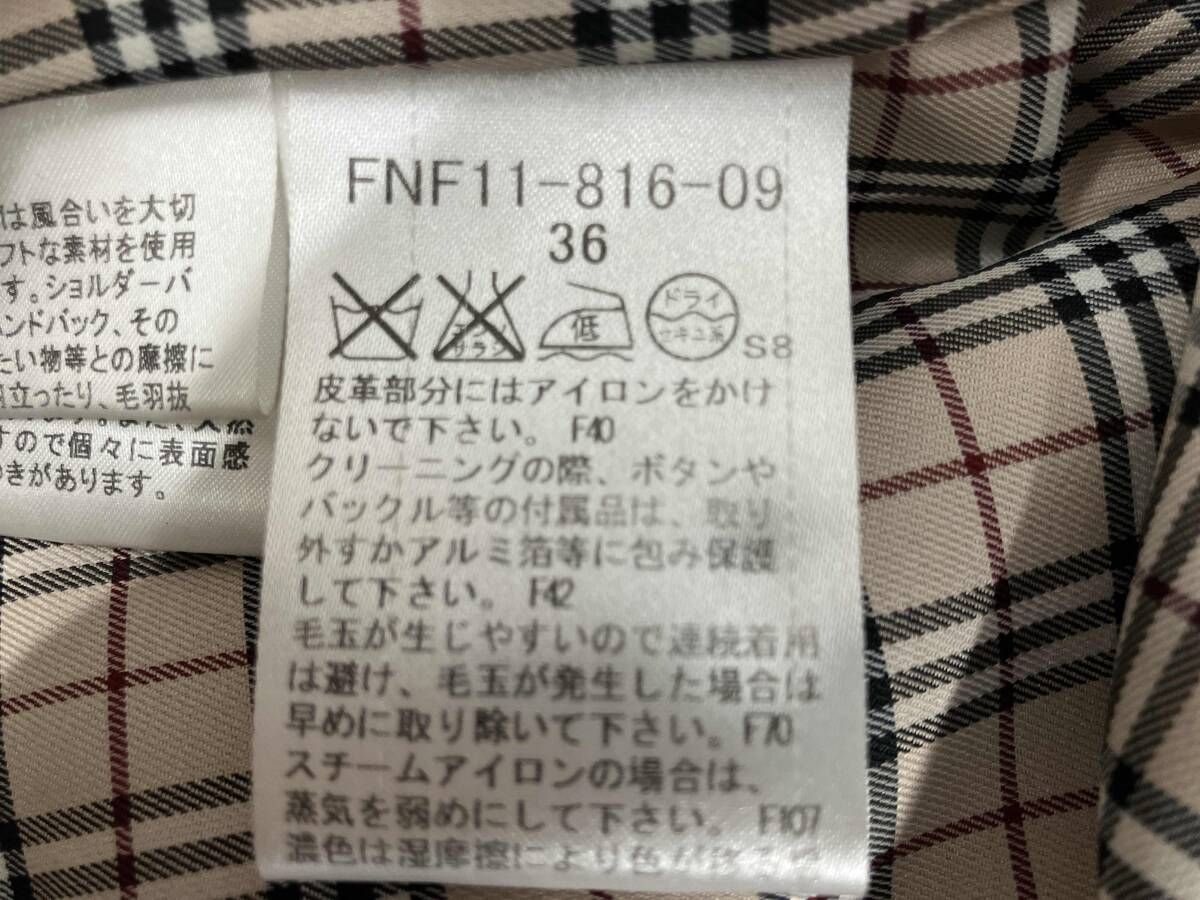 は風合いを大切
フトな素材を使用
す。ショルダーバ
ハンドバック、その
たい物等との摩擦に
立ったり、毛羽抜
すので個々に表面感
つきがあります。
FNF11-816-09
36
エンソ
サラシ
低
ドライ
セキユ系
S8
皮革部分にはアイロンをかけ
ないで下さい。 F40
クリーニングの際、ボタンや
バックル等の付属品は、取り
外すかアルミ箔等に包み保護
して下さい。 F42
毛玉が生じやすいので連続着用
は避け、毛玉が発生した場合は
早めに取り除いて下さい。F70
スチームアイロンの場合は、
蒸気を弱めにして下さい。 F107
濃色は湿摩擦により色が